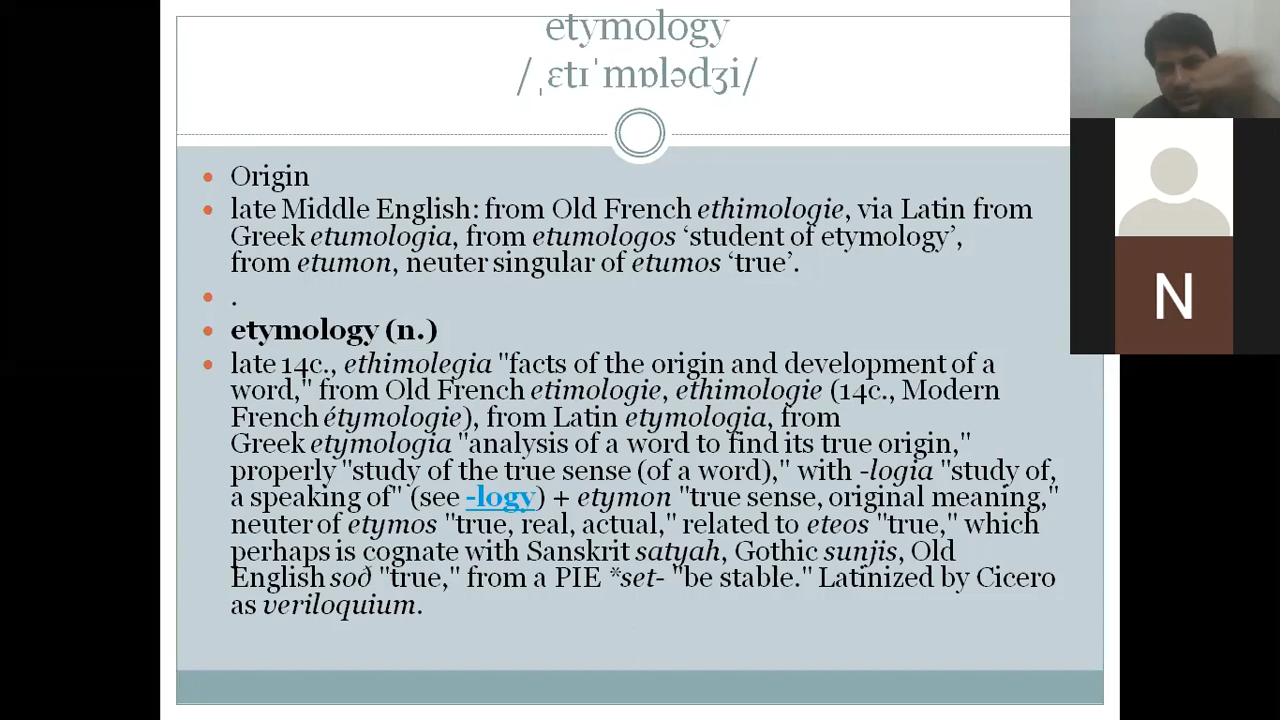 etymology
/ˌɛtɪˈmɒlədʒi/
• Origin
• late Middle English: from Old French ethimologie, via Latin from
Greek etumologia, from etumologos ‘student of etymology’,
from etumon, neuter singular of etumos ‘true’.
• .
• etymology (n.)
• late 14c., ethimolegia "facts of the origin and development of a
word," from Old French etimologie, ethimologie (14c., Modern
French étymologie), from Latin etymologia, from
Greek etymologia "analysis of a word to find its true origin,"
properly "study of the true sense (of a word)," with -logia "study of,
a speaking of" (see -logy) + etymon "true sense, original meaning,"
neuter of etymos "true, real, actual," related to eteos "true," which
perhaps is cognate with Sanskrit satyah, Gothic sunjis, Old
English soð "true," from a PIE *set- "be stable." Latinized by Cicero
as veriloquium.
N